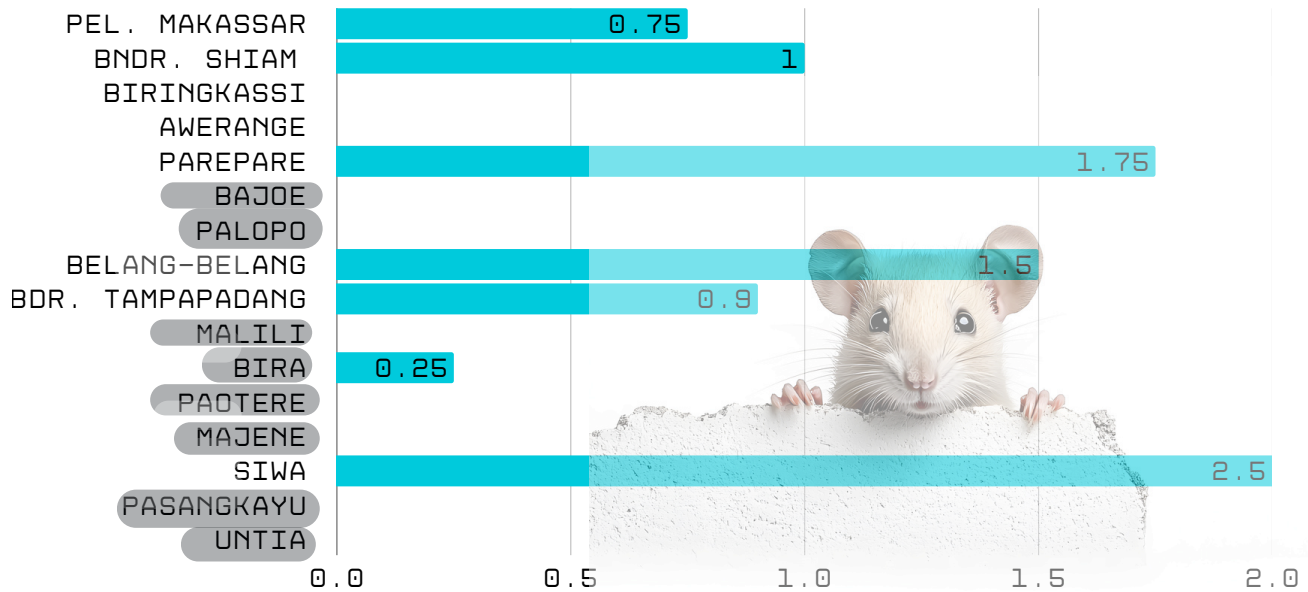 PEL. MAKASSAR 0.75
BNDR. SHIAM 1
BIRINGKASSI
AWERANGE
PAREPARE 1.75
BAJOE
PALOPO
BELANG-BELANG 1.5
BDR. TAMPAPADANG 0.9
MALILI
BIRA 0.25
PAOTERE
MAJENE
SIWA 2.5
PASANGKAYU
UNTIA
0.0 0.5 1.0 1.5 2.0